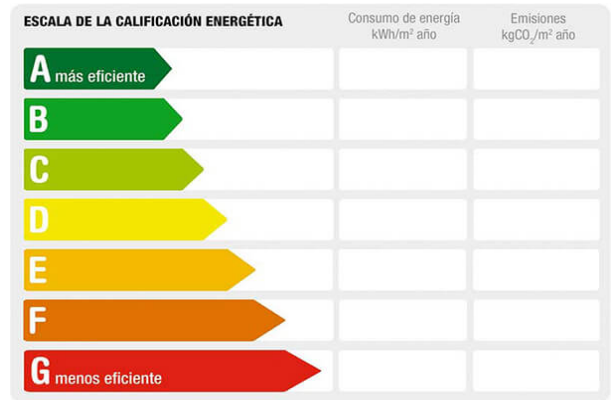 ESCALA DE LA CALIFICACIÓN ENERGÉTICA
Consumo de energía
kWh/m² año
Emisiones
kgCO₂/m² año
A más eficiente
B
C
D
E
F
G menos eficiente